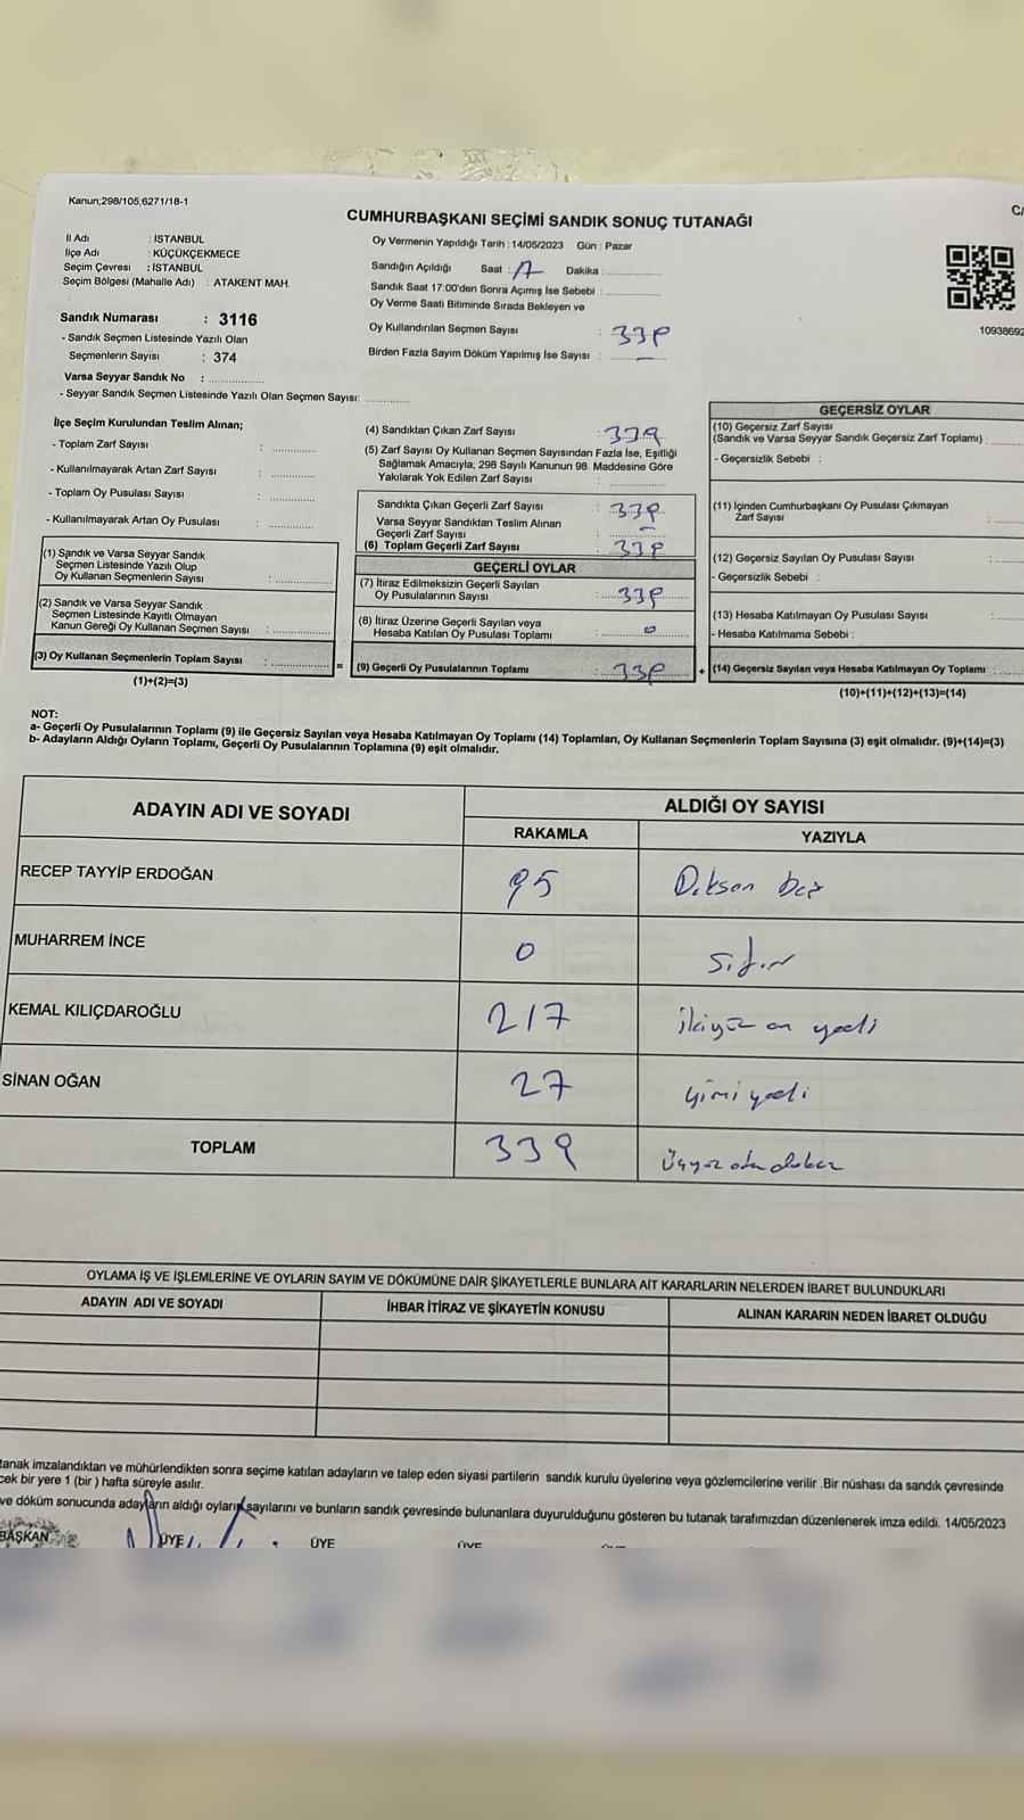 Kanun;298/105,6271/18-1
CUMHURBAŞKANI SEÇİMİ SANDIK SONUÇ TUTANAĞI
İl Adı : İSTANBUL
İlçe Adı : KÜÇÜKÇEKMECE
Seçim Çevresi : İSTANBUL
Seçim Bölgesi (Mahalle Adı) : ATAKENT MAH.
Sandık Numarası : 3116
- Sandık Seçmen Listesinde Yazılı Olan
Seçmenlerin Sayısı : 374
Varsa Seyyar Sandık No :
- Seyyar Sandık Seçmen Listesinde Yazılı Olan Seçmen Sayısı:
Oy Vermenin Yapıldığı Tarih : 14/05/2023 Gün : Pazar
Sandığın Açıldığı Saat : 17 Dakika :
Sandık Saat 17:00'den Sonra Açımış İse Sebebi :
Oy Verme Saati Bitiminde Sırada Bekleyen ve
Oy Kullandırılan Seçmen Sayısı : 339
Birden Fazla Sayım Döküm Yapılmış İse Sayısı : —
10938692
İlçe Seçim Kurulundan Teslim Alınan;
- Toplam Zarf Sayısı :
- Kullanılmayarak Artan Zarf Sayısı :
- Toplam Oy Pusulası Sayısı :
- Kullanılmayarak Artan Oy Pusulası :
(1) Sandık ve Varsa Seyyar Sandık
Seçmen Listesinde Yazılı Olup
Oy Kullanan Seçmenlerin Sayısı :
(2) Sandık ve Varsa Seyyar Sandık
Seçmen Listesinde Kayıtlı Olmayan
Kanun Gereği Oy Kullanan Seçmen Sayısı :
(3) Oy Kullanan Seçmenlerin Toplam Sayısı : =
(1)+(2)=(3)
(4) Sandıktan Çıkan Zarf Sayısı : 339
(5) Zarf Sayısı Oy Kullanan Seçmen Sayısından Fazla İse, Eşitliği
Sağlamak Amacıyla; 298 Sayılı Kanunun 98. Maddesine Göre
Yakılarak Yok Edilen Zarf Sayısı :
Sandıkta Çıkan Geçerli Zarf Sayısı : 339
Varsa Seyyar Sandıktan Teslim Alınan
Geçerli Zarf Sayısı : —
(6) Toplam Geçerli Zarf Sayısı : 339
GEÇERLİ OYLAR
(7) İtiraz Edilmeksizin Geçerli Sayılan
Oy Pusulalarının Sayısı : 339
(8) İtiraz Üzerine Geçerli Sayılan veya
Hesaba Katılan Oy Pusulası Toplamı : 0
(9) Geçerli Oy Pusulalarının Toplamı : 339 +
GEÇERSİZ OYLAR
(10) Geçersiz Zarf Sayısı
(Sandık ve Varsa Seyyar Sandık Geçersiz Zarf Toplamı)
- Geçersizlik Sebebi :
(11) İçinden Cumhurbaşkanı Oy Pusulası Çıkmayan
Zarf Sayısı :
(12) Geçersiz Sayılan Oy Pusulası Sayısı :
- Geçersizlik Sebebi :
(13) Hesaba Katılmayan Oy Pusulası Sayısı :
- Hesaba Katılmama Sebebi :
(14) Geçersiz Sayılan veya Hesaba Katılmayan Oy Toplamı
(10)+(11)+(12)+(13)=(14)
NOT:
a- Geçerli Oy Pusulalarının Toplamı (9) ile Geçersiz Sayılan veya Hesaba Katılmayan Oy Toplamı (14) Toplamları, Oy Kullanan Seçmenlerin Toplam Sayısına (3) eşit olmalıdır. (9)+(14)=(3)
b- Adayların Aldığı Oyların Toplamı, Geçerli Oy Pusulalarının Toplamına (9) eşit olmalıdır.
ADAYIN ADI VE SOYADI
ALDIĞI OY SAYISI
RAKAMLA YAZIYLA
RECEP TAYYİP ERDOĞAN 95 Doksan beş
MUHARREM İNCE 0 Sıfır
KEMAL KILIÇDAROĞLU 217 İkiyüz on yedi
SİNAN OĞAN 27 yirmi yedi
TOPLAM 339 Üçyüz otuz dokuz
OYLAMA İŞ VE İŞLEMLERİNE VE OYLARIN SAYIM VE DÖKÜMÜNE DAİR ŞİKAYETLERLE BUNLARA AİT KARARLARIN NELERDEN İBARET BULUNDUKLARI
ADAYIN ADI VE SOYADI İHBAR İTİRAZ VE ŞİKAYETİN KONUSU ALINAN KARARIN NEDEN İBARET OLDUĞU
tanak imzalandıktan ve mühürlendikten sonra seçime katılan adayların ve talep eden siyasi partilerin sandık kurulu üyelerine veya gözlemcilerine verilir .Bir nüshası da sandık çevresinde
cek bir yere 1 (bir ) hafta süreyle asılır.
ve döküm sonucunda adayların aldığı oyların sayılarını ve bunların sandık çevresinde bulunanlara duyurulduğunu gösteren bu tutanak tarafımızdan düzenlenerek imza edildi. 14/05/2023
BAŞKAN ÜYE ÜYE ÜYE